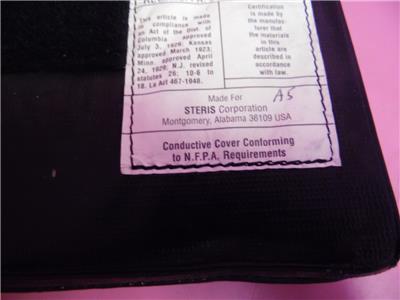 This article is made
in compliance with
an Act of the Dist. of
Columbia approved
July 3, 1926; Kansas
approved March 1923;
Minn. approved April
24, 1929; N.J. revised
statutes 26; 10-6 to
18. La Act 467-1948.
Certification
is made by
the manufac-
turer that
the materials
in this
article are
described in
accordance
with law.
Made For
A5
STERIS Corporation
Montgomery, Alabama 36109 USA
Conductive Cover Conforming
to N.F.P.A. Requirements